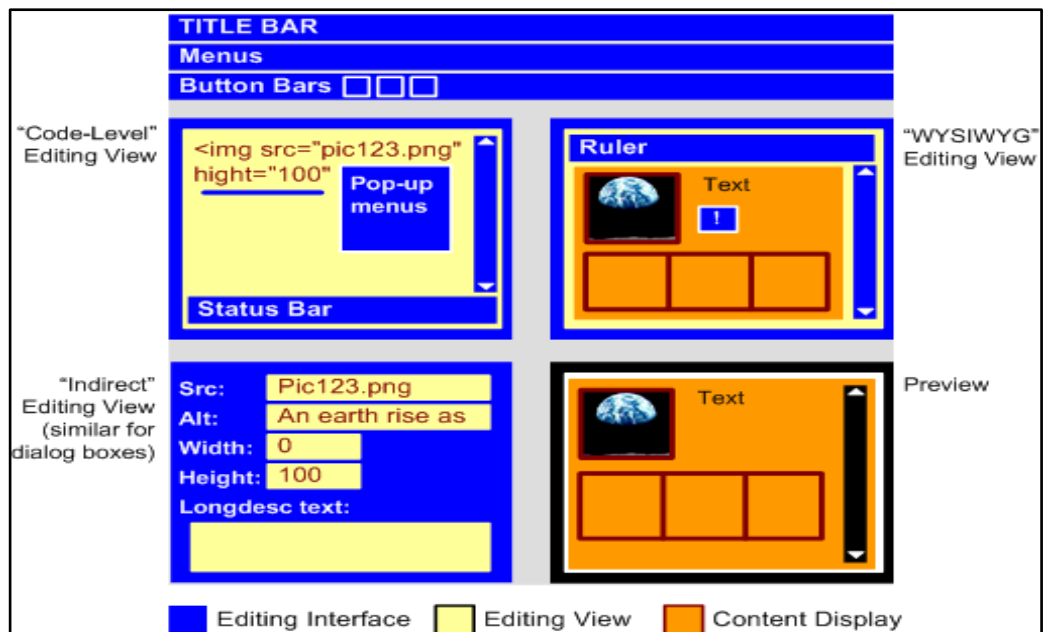 TITLE BAR
Menus
Button Bars
“Code-Level”
Editing View
<img src="pic123.png"
hight="100"
Pop-up
menus
Status Bar
“WYSIWYG”
Editing View
Ruler
Text
!
“Indirect”
Editing View
(similar for
dialog boxes)
Src: Pic123.png
Alt: An earth rise as
Width: 0
Height: 100
Longdesc text:
Preview
Text
Editing Interface Editing View Content Display